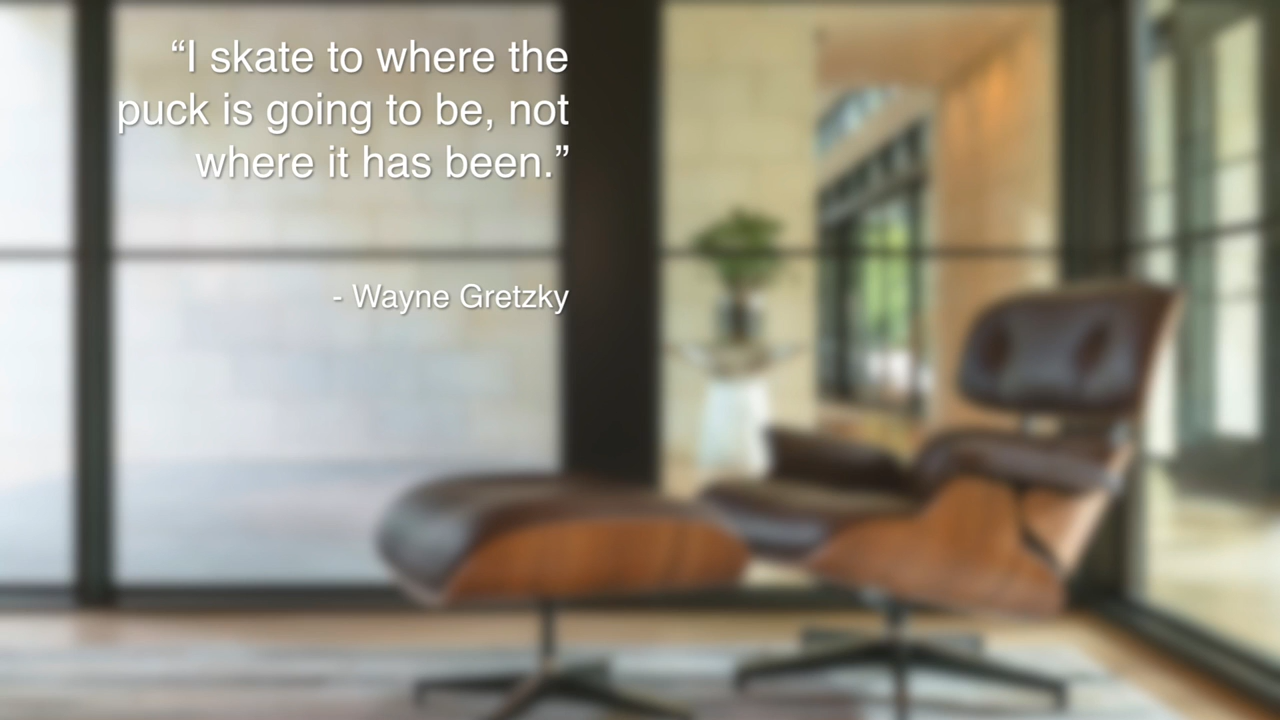 “I skate to where the
puck is going to be, not
where it has been.”
- Wayne Gretzky